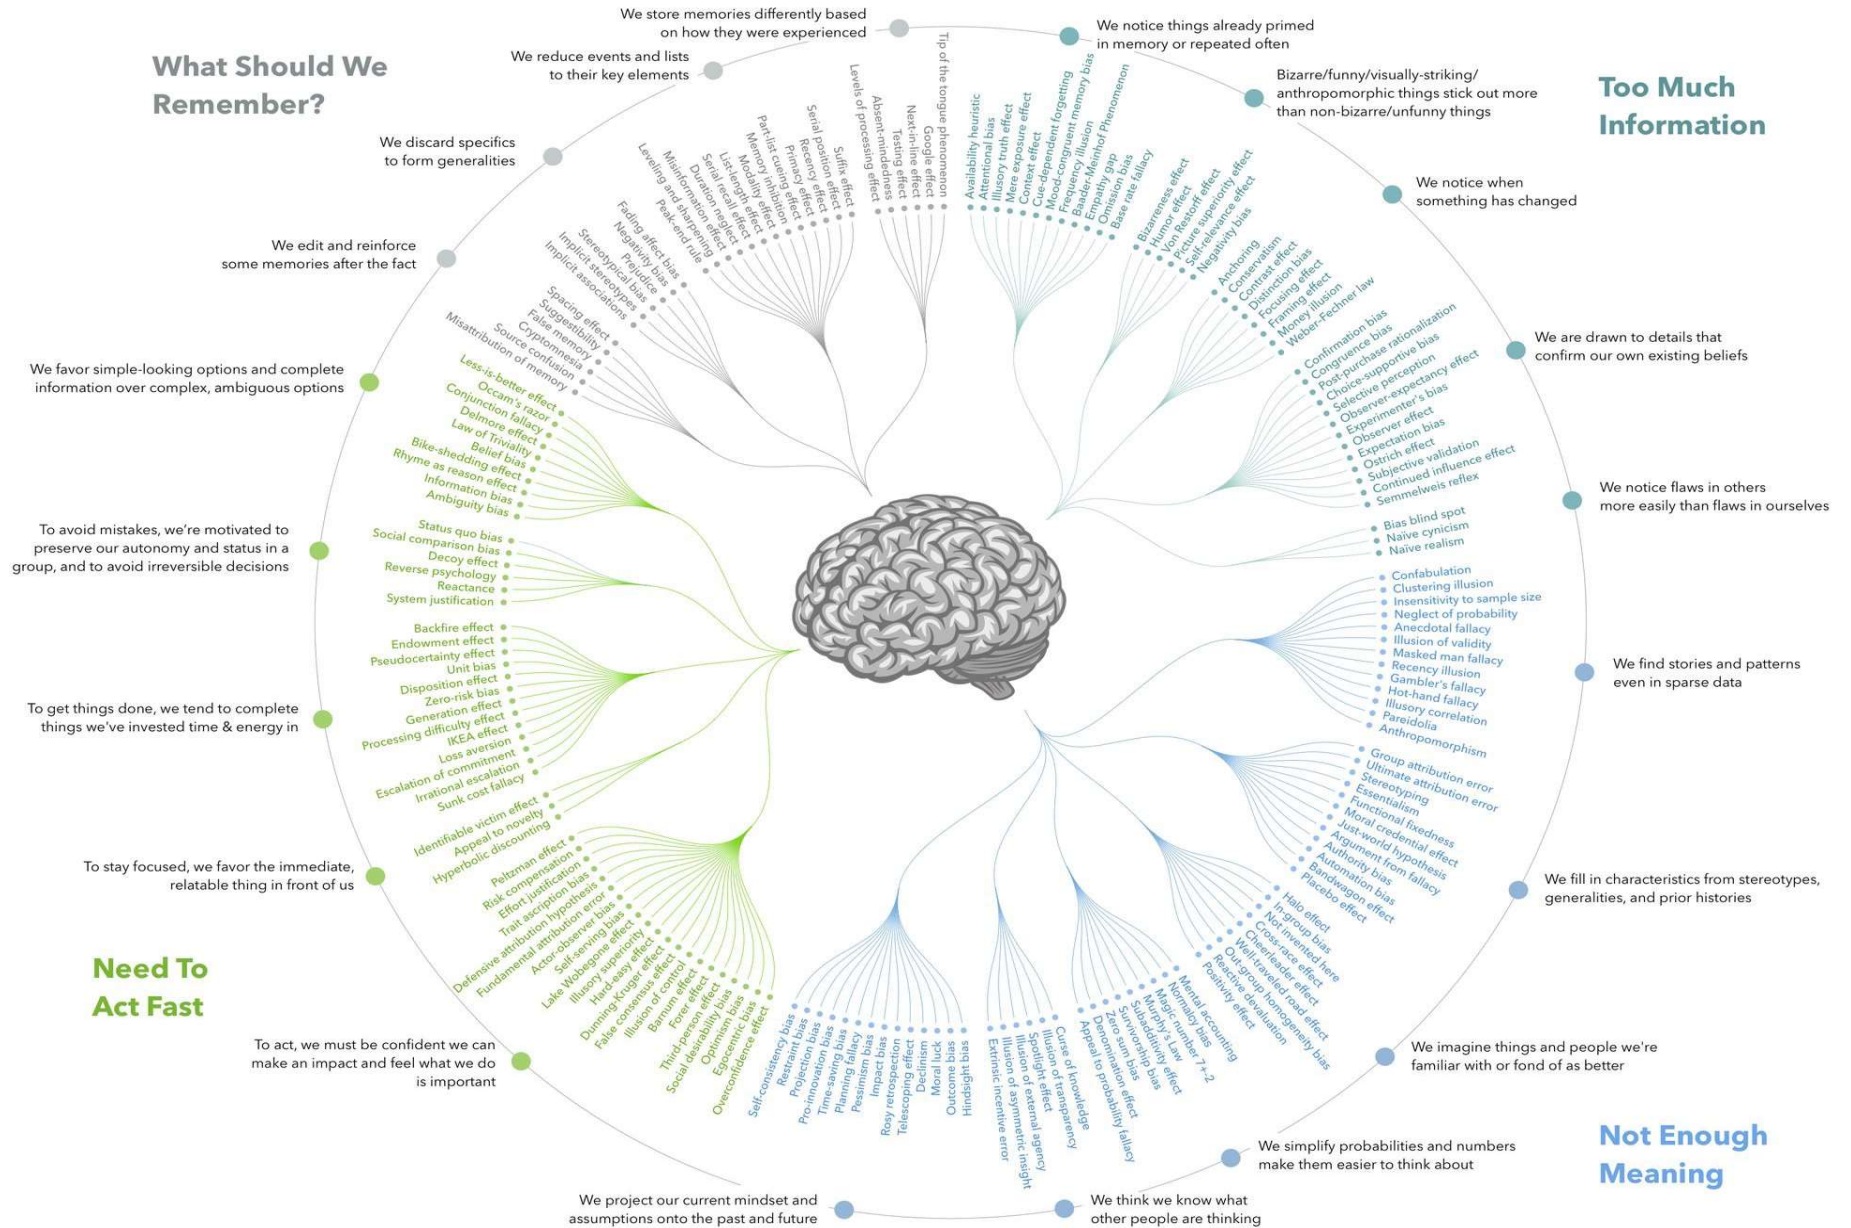 What Should We
Remember?
We store memories differently based
on how they were experienced
We reduce events and lists
to their key elements
We discard specifics
to form generalities
We edit and reinforce
some memories after the fact
Tip of the tongue phenomenon
Google effect
Next-in-line effect
Testing effect
Absent-mindedness
Levels of processing effect
Suffix effect
Serial position effect
Recency effect
Primacy effect
Part-list cueing effect
Memory inhibition
Modality effect
List-length effect
Serial recall effect
Duration neglect
Misinformation effect
Leveling and sharpening
Peak-end rule
Fading affect bias
Negativity bias
Prejudice
Stereotypical bias
Implicit stereotypes
Implicit associations
Spacing effect
Suggestibility
False memory
Cryptomnesia
Source confusion
Misattribution of memory
Too Much
Information
We notice things already primed
in memory or repeated often
Bizarre/funny/visually-striking/
anthropomorphic things stick out more
than non-bizarre/unfunny things
We notice when
something has changed
We are drawn to details that
confirm our own existing beliefs
We notice flaws in others
more easily than flaws in ourselves
Availability heuristic
Attentional bias
Illusory truth effect
Mere exposure effect
Context effect
Cue-dependent forgetting
Mood-congruent memory bias
Frequency illusion
Baader-Meinhof Phenomenon
Empathy gap
Omission bias
Base rate fallacy
Bizarreness effect
Humor effect
Von Restorff effect
Picture superiority effect
Self-relevance effect
Negativity bias
Anchoring
Conservatism
Contrast effect
Distinction bias
Focusing effect
Framing effect
Money illusion
Weber-Fechner law
Confirmation bias
Congruence bias
Post-purchase rationalization
Choice-supportive bias
Selective perception
Observer-expectancy effect
Experimenter's bias
Observer effect
Expectation bias
Ostrich effect
Subjective validation
Continued influence effect
Semmelweis reflex
Bias blind spot
Naïve cynicism
Naïve realism
We find stories and patterns
even in sparse data
We fill in characteristics from stereotypes,
generalities, and prior histories
We imagine things and people we're
familiar with or fond of as better
We simplify probabilities and numbers
make them easier to think about
We think we know what
other people are thinking
We project our current mindset and
assumptions onto the past and future
Not Enough
Meaning
Confabulation
Clustering illusion
Insensitivity to sample size
Neglect of probability
Anecdotal fallacy
Illusion of validity
Masked man fallacy
Recency illusion
Gambler's fallacy
Hot-hand fallacy
Illusory correlation
Pareidolia
Anthropomorphism
Group attribution error
Ultimate attribution error
Stereotyping
Essentialism
Functional fixedness
Moral credential effect
Just-world hypothesis
Argument from fallacy
Authority bias
Automation bias
Bandwagon effect
Placebo effect
Halo effect
In-group bias
Not invented here
Cross-race effect
Cheerleader effect
Well-traveled road effect
Out-group homogeneity bias
Reactive devaluation
Positivity effect
Mental accounting
Normalcy bias
Magic number 7+-2
Murphy's Law
Subadditivity effect
Survivorship bias
Zero sum bias
Denomination effect
Appeal to probability fallacy
Curse of knowledge
Illusion of transparency
Spotlight effect
Illusion of external agency
Illusion of asymmetric insight
Extrinsic incentive error
Hindsight bias
Outcome bias
Moral luck
Declinism
Telescoping effect
Rosy retrospection
Impact bias
Pessimism bias
Planning fallacy
Time-saving bias
Pro-innovation bias
Projection bias
Restraint bias
Self-consistency bias
We favor simple-looking options and complete
information over complex, ambiguous options
To avoid mistakes, we're motivated to
preserve our autonomy and status in a
group, and to avoid irreversible decisions
To get things done, we tend to complete
things we've invested time & energy in
To stay focused, we favor the immediate,
relatable thing in front of us
To act, we must be confident we can
make an impact and feel what we do
is important
Need To
Act Fast
Less-is-better effect
Occam's razor
Conjunction fallacy
Delmore effect
Law of Triviality
Belief bias
Bike-shedding effect
Rhyme as reason effect
Information bias
Ambiguity bias
Status quo bias
Social comparison bias
Decoy effect
Reverse psychology
Reactance
System justification
Backfire effect
Endowment effect
Pseudocertainty effect
Unit bias
Disposition effect
Zero-risk bias
Generation effect
Processing difficulty effect
IKEA effect
Loss aversion
Escalation of commitment
Irrational escalation
Sunk cost fallacy
Identifiable victim effect
Appeal to novelty
Hyperbolic discounting
Peltzman effect
Risk compensation
Effort justification
Trait ascription bias
Defensive attribution hypothesis
Fundamental attribution error
Actor-observer bias
Self-serving bias
Lake Wobegone effect
Illusory superiority
Hard-easy effect
Dunning-Kruger effect
False consensus effect
Illusion of control
Barnum effect
Forer effect
Third-person effect
Social desirability bias
Optimism bias
Egocentric bias
Overconfidence effect